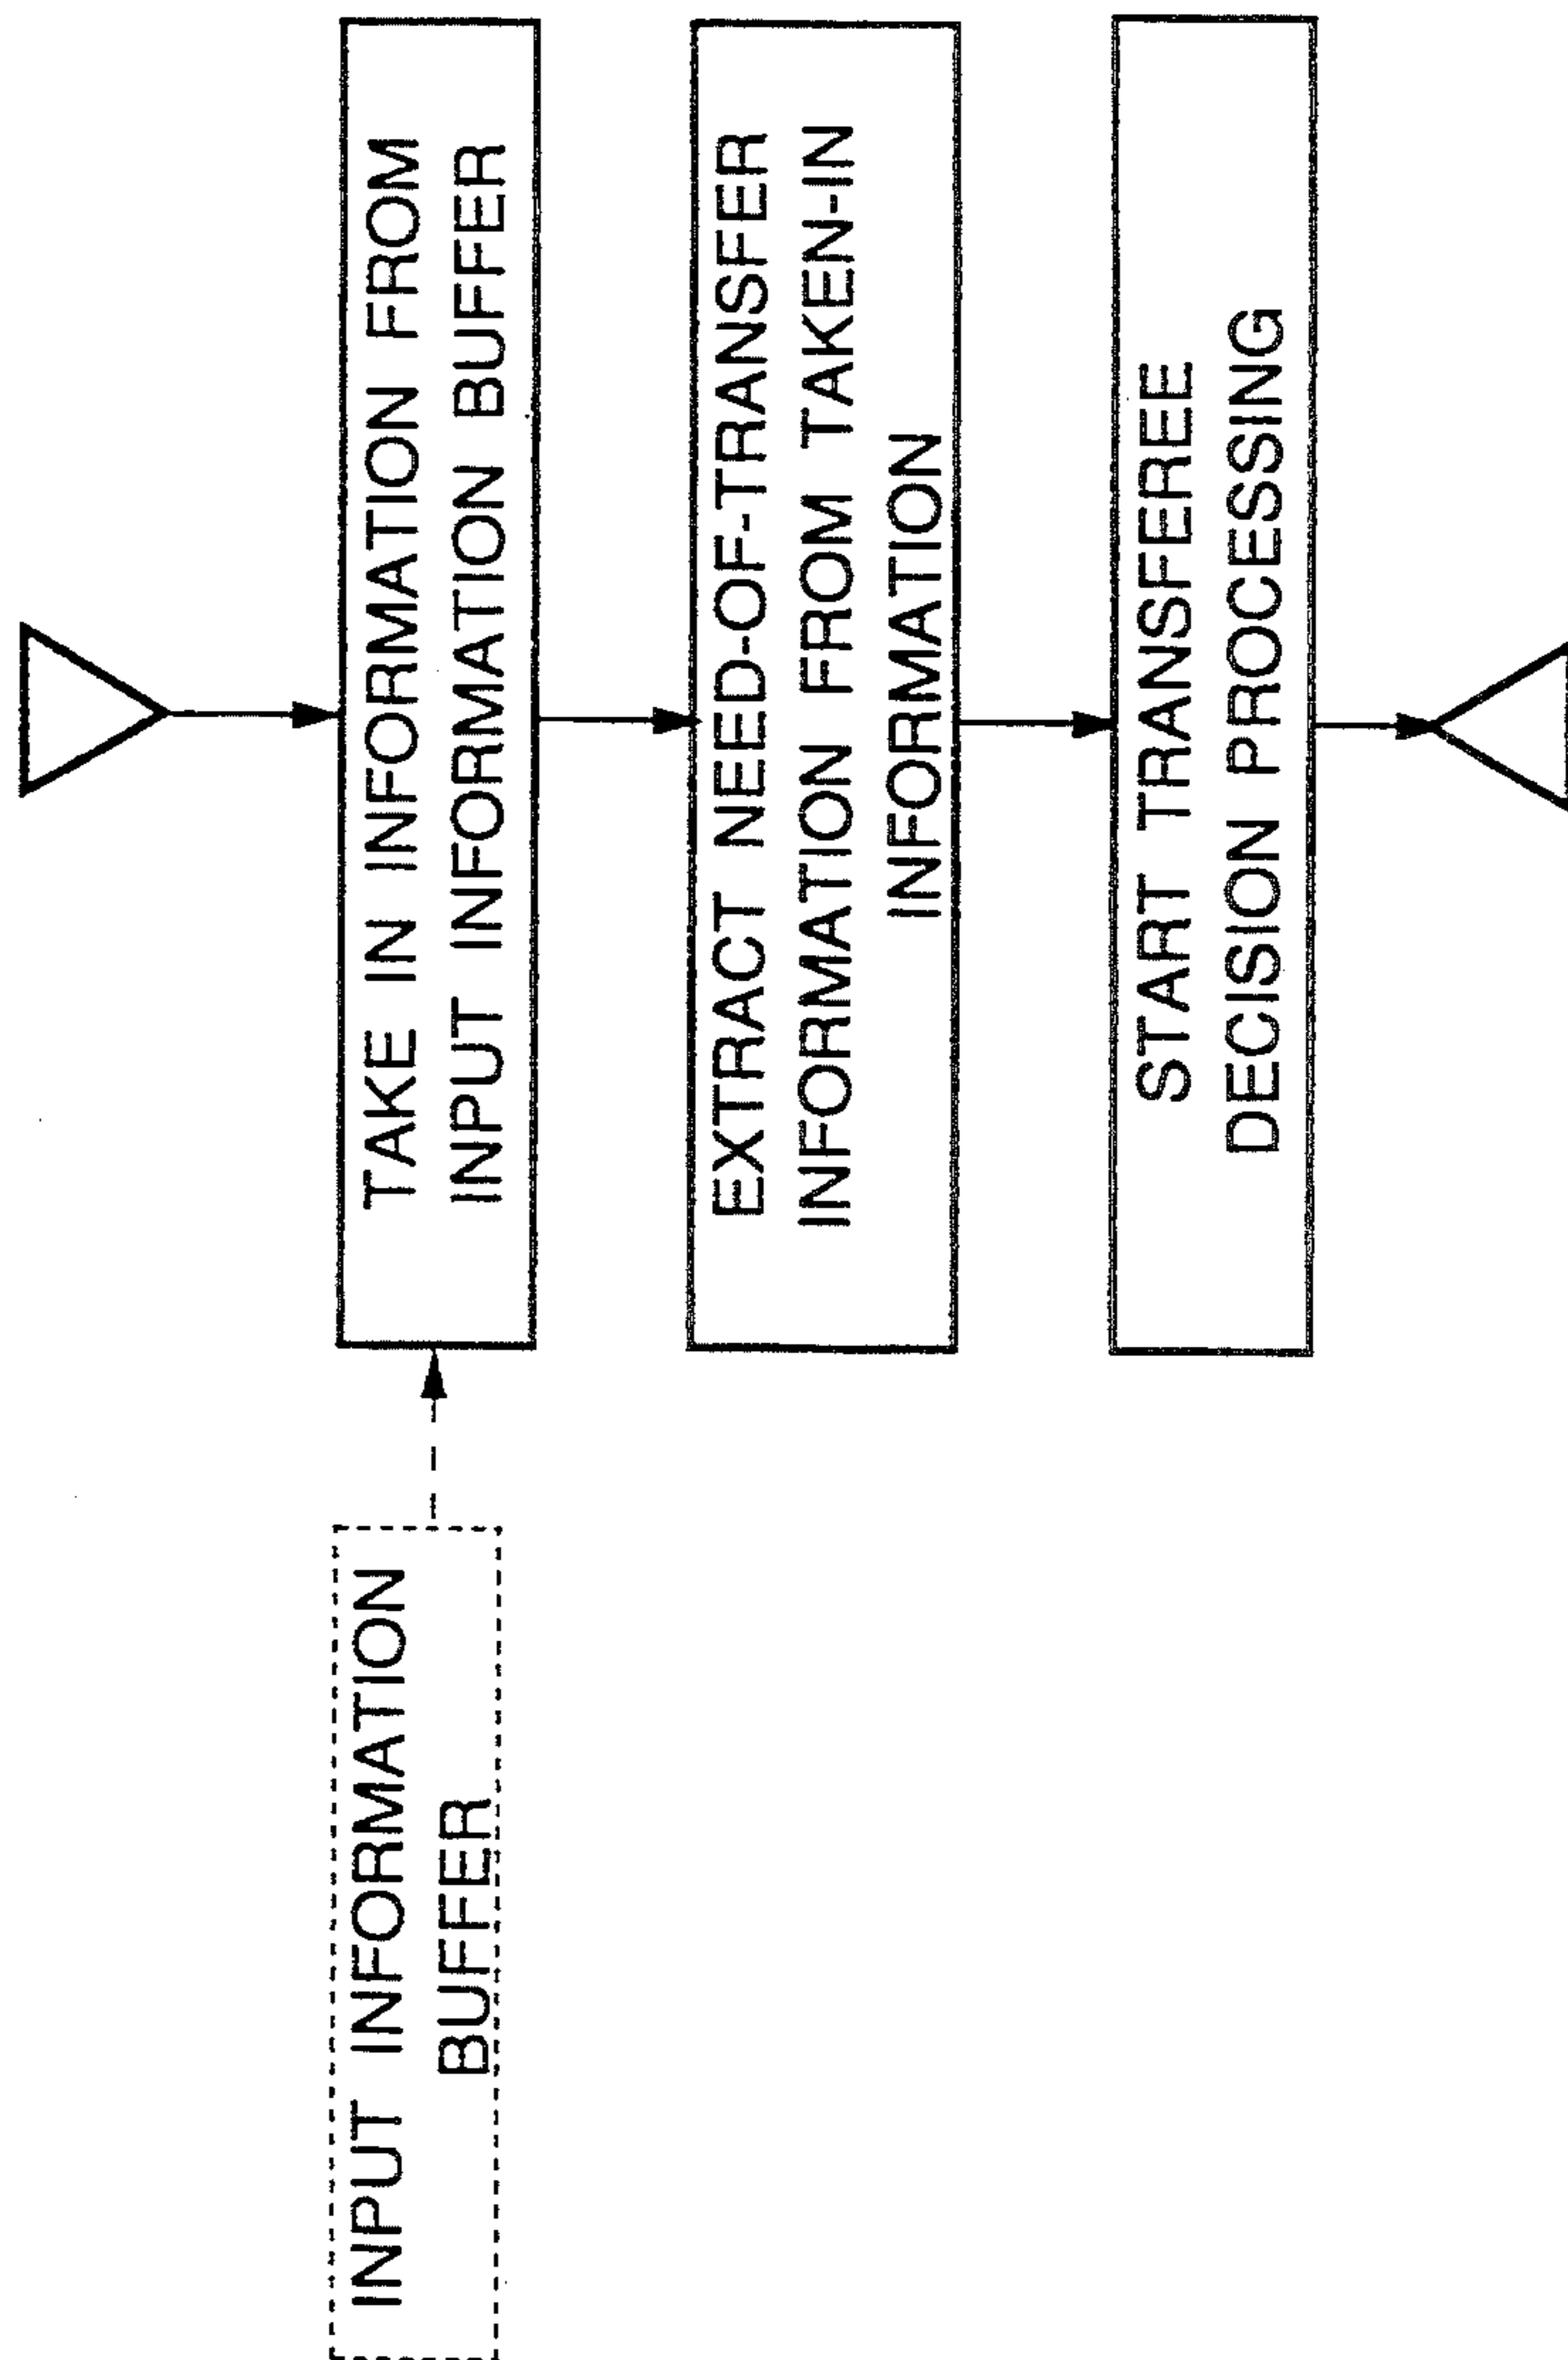 TAKE IN INFORMATION FROM
INPUT INFORMATION BUFFER
EXTRACT NEED-OF-TRANSFER
INFORMATION FROM TAKEN-IN
INFORMATION
START TRANSFEREE
DECISION PROCESSING
INPUT INFORMATION
BUFFER